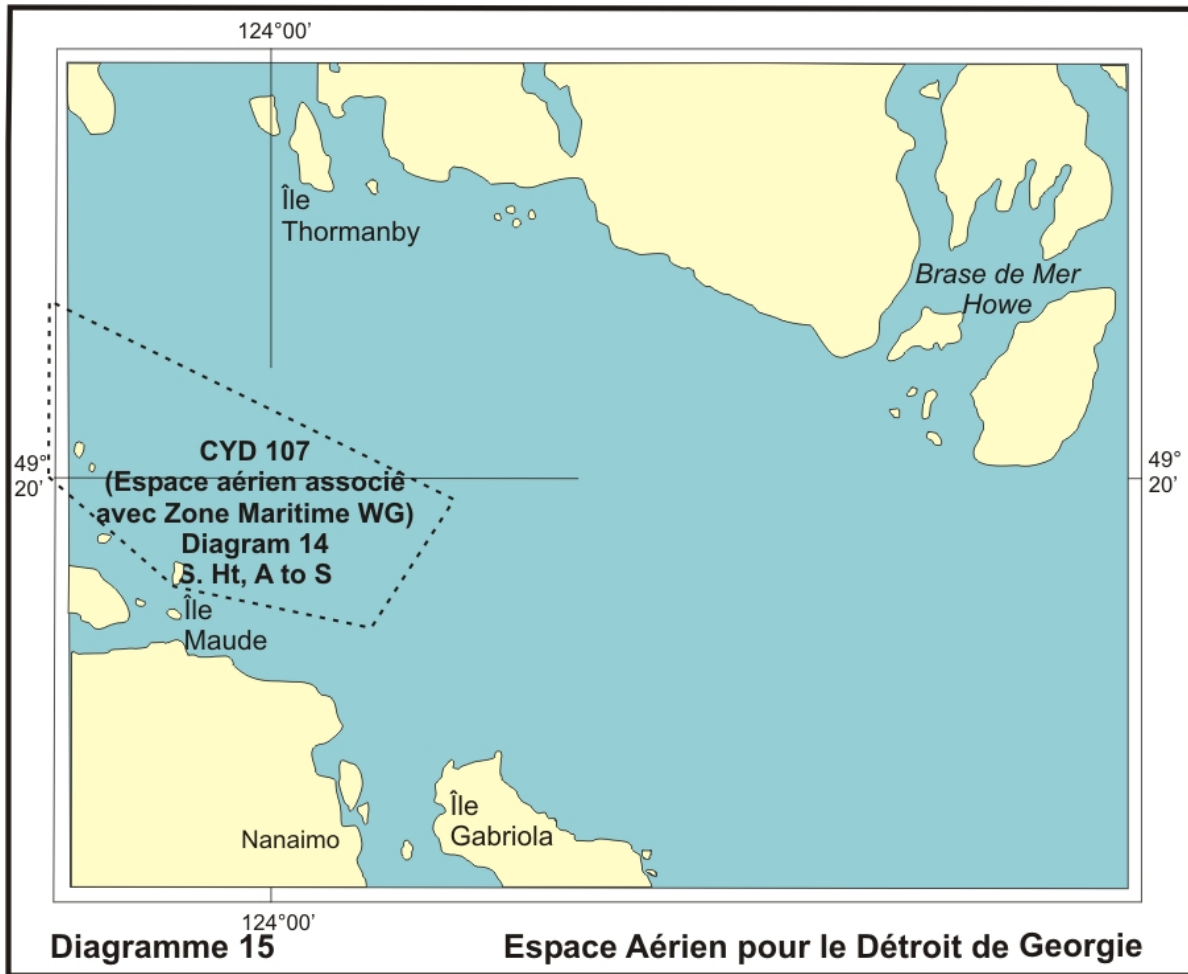 124°00’
Île
Thormanby
Brase de Mer
Howe
CYD 107
(Espace aérien associé
avec Zone Maritime WG)
Diagram 14
S. Ht, A to S
49°
20’
49°
20’
Île
Maude
Île
Gabriola
Nanaimo
124°00’
Diagramme 15
Espace Aérien pour le Détroit de Georgie